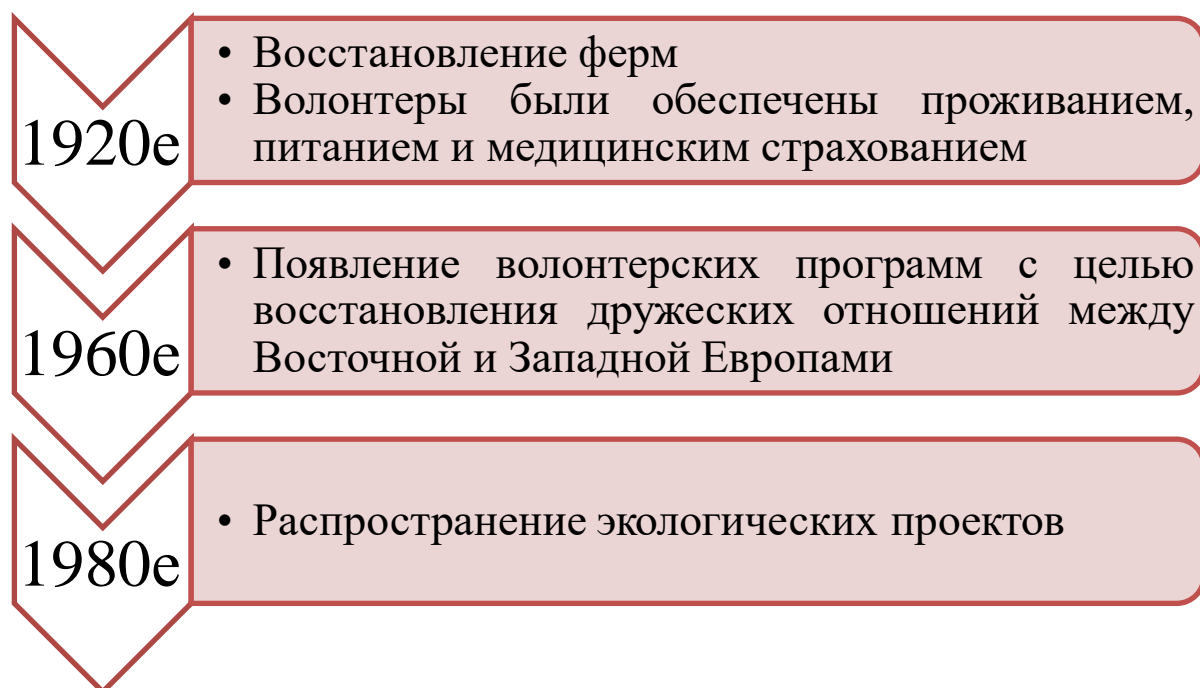 1920е
• Восстановление ферм
• Волонтеры были обеспечены проживанием,
питанием и медицинским страхованием
1960е
• Появление волонтерских программ с целью
восстановления дружеских отношений между
Восточной и Западной Европами
1980е
• Распространение экологических проектов